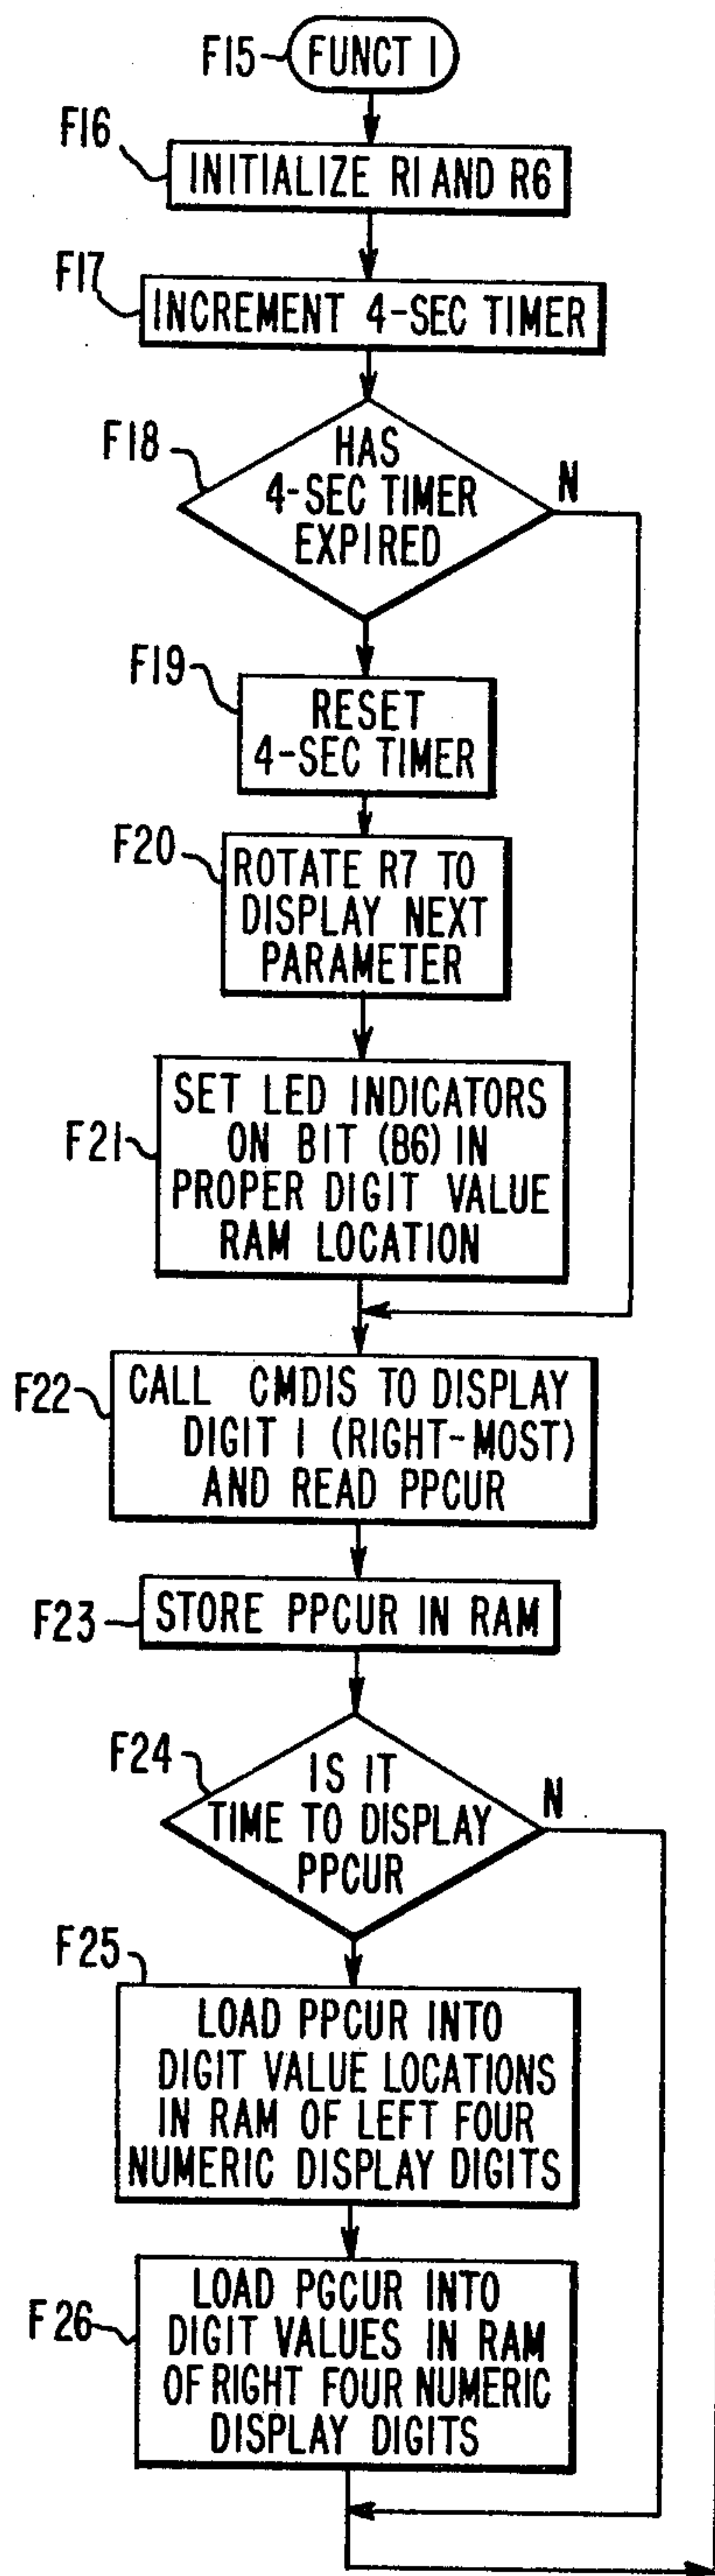 F15 FUNCT 1
F16
INITIALIZE R1 AND R6
F17
INCREMENT 4-SEC TIMER
F18
HAS
4-SEC TIMER
EXPIRED
N
F19
RESET
4-SEC TIMER
F20
ROTATE R7 TO
DISPLAY NEXT
PARAMETER
F21
SET LED INDICATORS
ON BIT (B6) IN
PROPER DIGIT VALUE
RAM LOCATION
F22
CALL CMDIS TO DISPLAY
DIGIT 1 (RIGHT-MOST)
AND READ PPCUR
F23
STORE PPCUR IN RAM
F24
IS IT
TIME TO DISPLAY
PPCUR
N
F25
LOAD PPCUR INTO
DIGIT VALUE LOCATIONS
IN RAM OF LEFT FOUR
NUMERIC DISPLAY DIGITS
F26
LOAD PGCUR INTO
DIGIT VALUES IN RAM
OF RIGHT FOUR NUMERIC
DISPLAY DIGITS